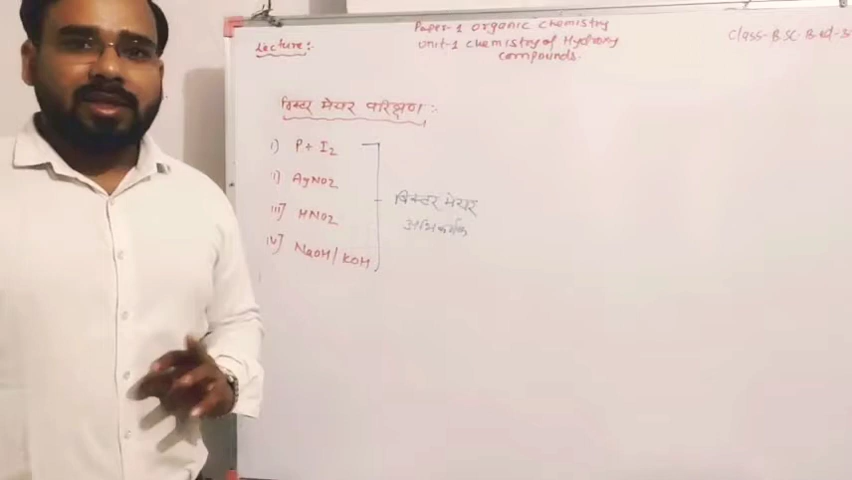 Paper-1 organic chemistry
Unit-1 chemistry of Hydroxy
compounds.
Class-B.SC.B.ed-3
Lecture:-
विक्टर मेयर परिक्षण :-
i) P + I2
ii) AgNO2
iii] HNO2
iv] NaOH / KOH
विक्टर मेयर
अभिकर्मक